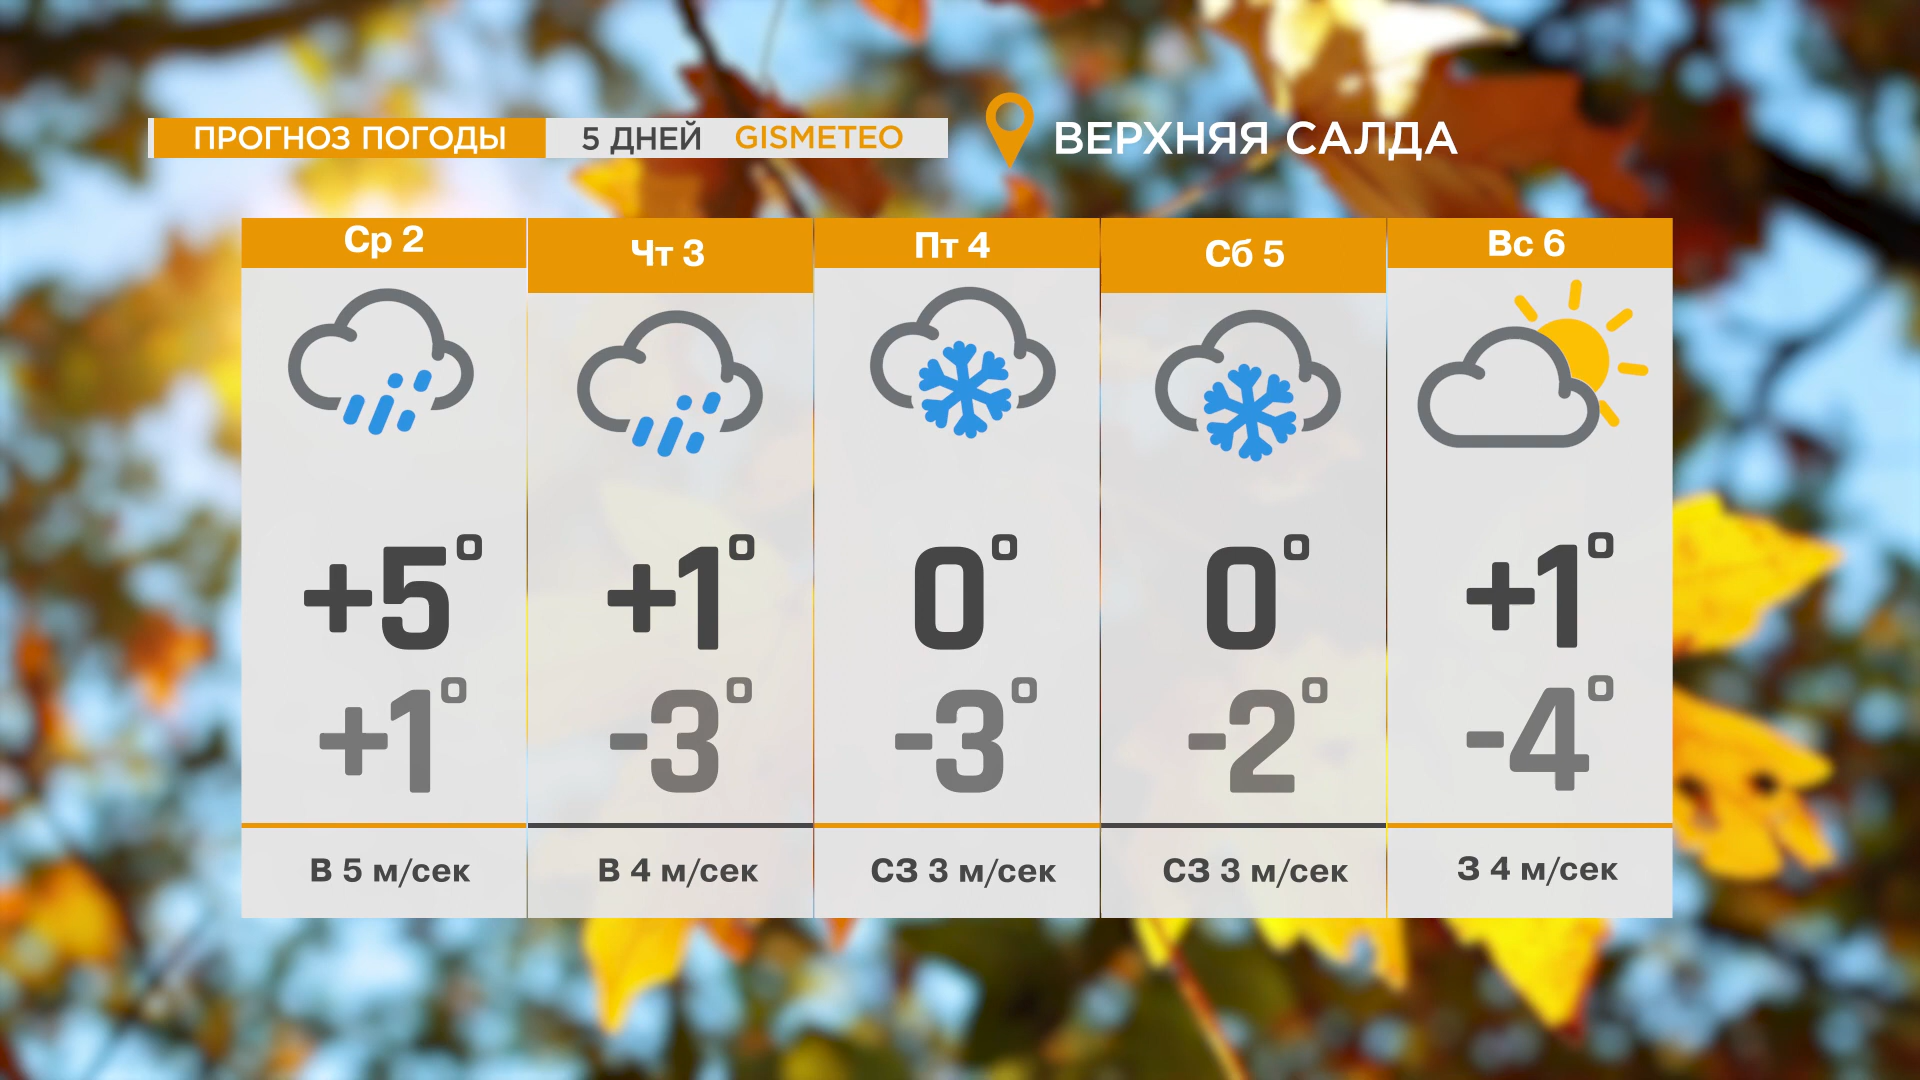 ПРОГНОЗ ПОГОДЫ 5 ДНЕЙ GISMETEO ВЕРХНЯЯ САЛДА
Ср 2 Чт 3 Пт 4 Сб 5 Вс 6
+5° +1° 0° 0° +1°
+1° -3° -3° -2° -4°
В 5 м/сек В 4 м/сек СЗ 3 м/сек СЗ 3 м/сек З 4 м/сек